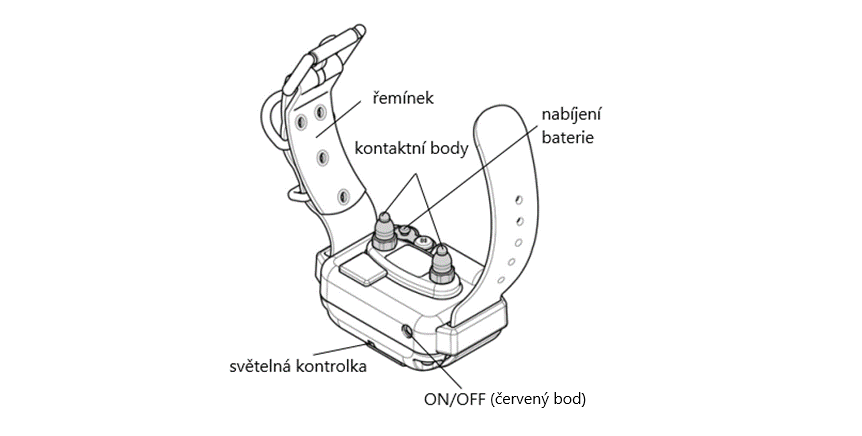 řemínek
nabíjení
baterie
kontaktní body
světelná kontrolka
ON/OFF (červený bod)